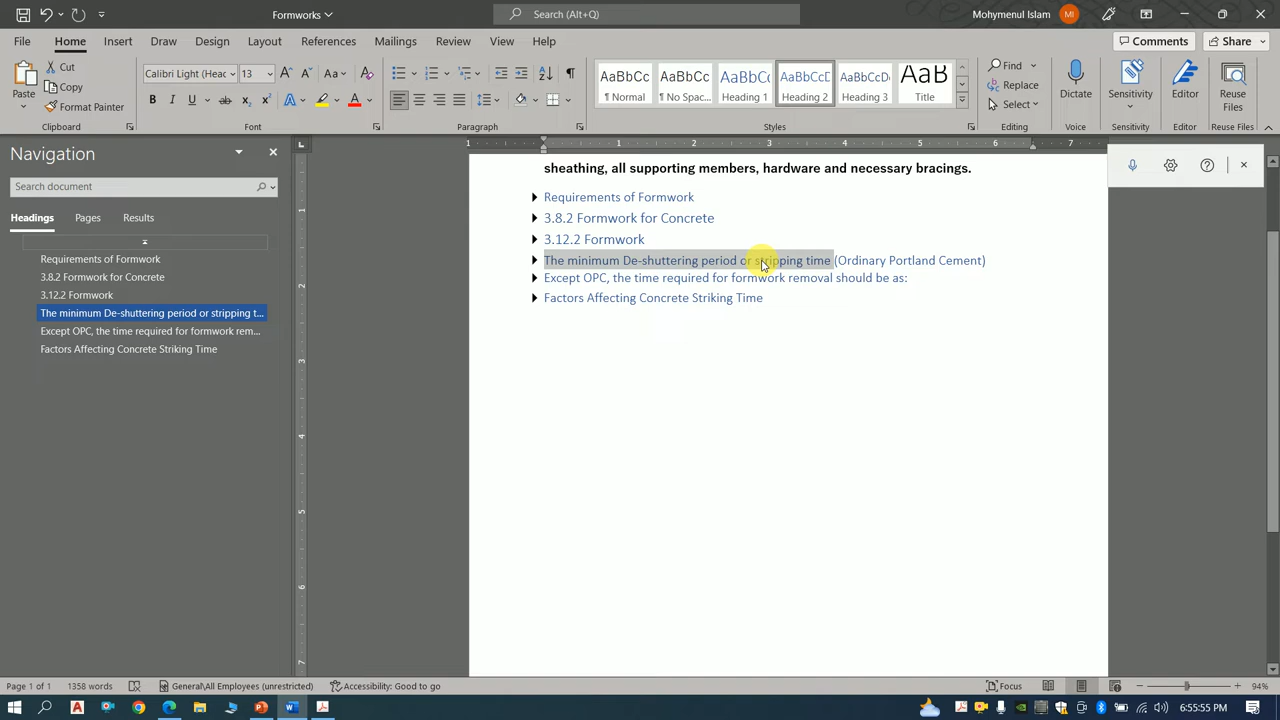 Formworks
Search (Alt+Q)
Mohymenul Islam
MI
File
Home
Insert
Draw
Design
Layout
References
Mailings
Review
View
Help
Comments
Share
Paste
Cut
Copy
Format Painter
Clipboard
Calibri Light (Head
13
Font
Paragraph
AaBbCc
¶ Normal
AaBbCc
¶ No Spac...
AaBbCc
Heading 1
AaBbCcD
Heading 2
AaBbCcDc
Heading 3
AaB
Title
Styles
Find
Replace
Select
Editing
Dictate
Voice
Sensitivity
Sensitivity
Editor
Editor
Reuse
Files
Reuse Files
Navigation
Search document
Headings
Pages
Results
Requirements of Formwork
3.8.2 Formwork for Concrete
3.12.2 Formwork
The minimum De-shuttering period or stripping t...
Except OPC, the time required for formwork rem...
Factors Affecting Concrete Striking Time
sheathing, all supporting members, hardware and necessary bracings.
Requirements of Formwork
3.8.2 Formwork for Concrete
3.12.2 Formwork
The minimum De-shuttering period or stripping time (Ordinary Portland Cement)
Except OPC, the time required for formwork removal should be as:
Factors Affecting Concrete Striking Time
Page 1 of 1
1358 words
General\All Employees (unrestricted)
Accessibility: Good to go
Focus
94%
6:55:55 PM